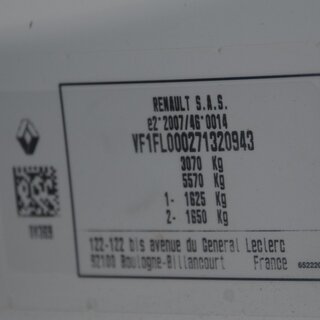 RENAULT S.A.S.
e2*2007/46*0014
VF1FL000271320943
3070 Kg
5570 Kg
1- 1625 Kg
2- 1650 Kg
122-122 bis avenue du General Leclerc
92100 Boulogne-Billancourt France